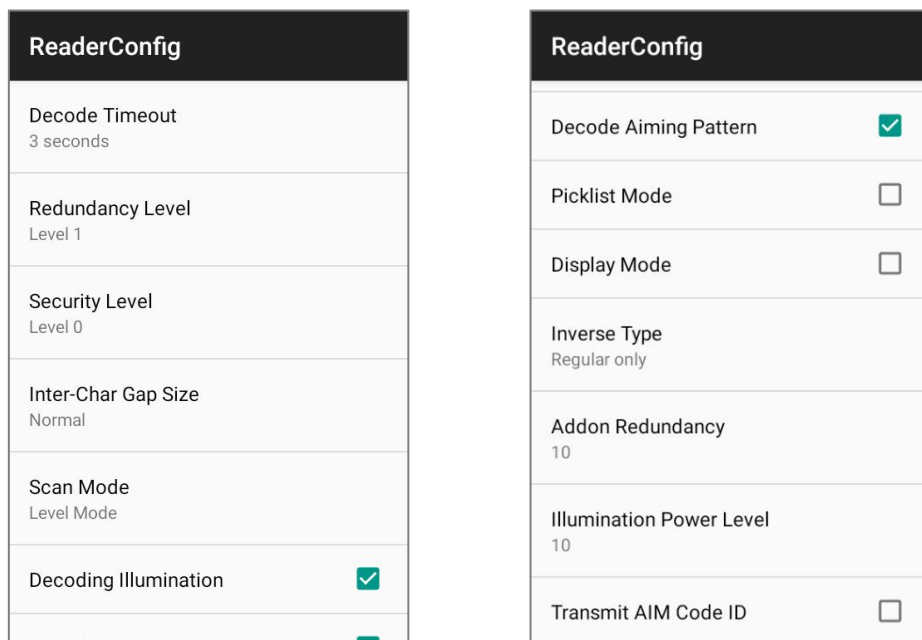 ReaderConfig
Decode Timeout
3 seconds
Redundancy Level
Level 1
Security Level
Level 0
Inter-Char Gap Size
Normal
Scan Mode
Level Mode
Decoding Illumination
ReaderConfig
Decode Aiming Pattern
Picklist Mode
Display Mode
Inverse Type
Regular only
Addon Redundancy
10
Illumination Power Level
10
Transmit AIM Code ID